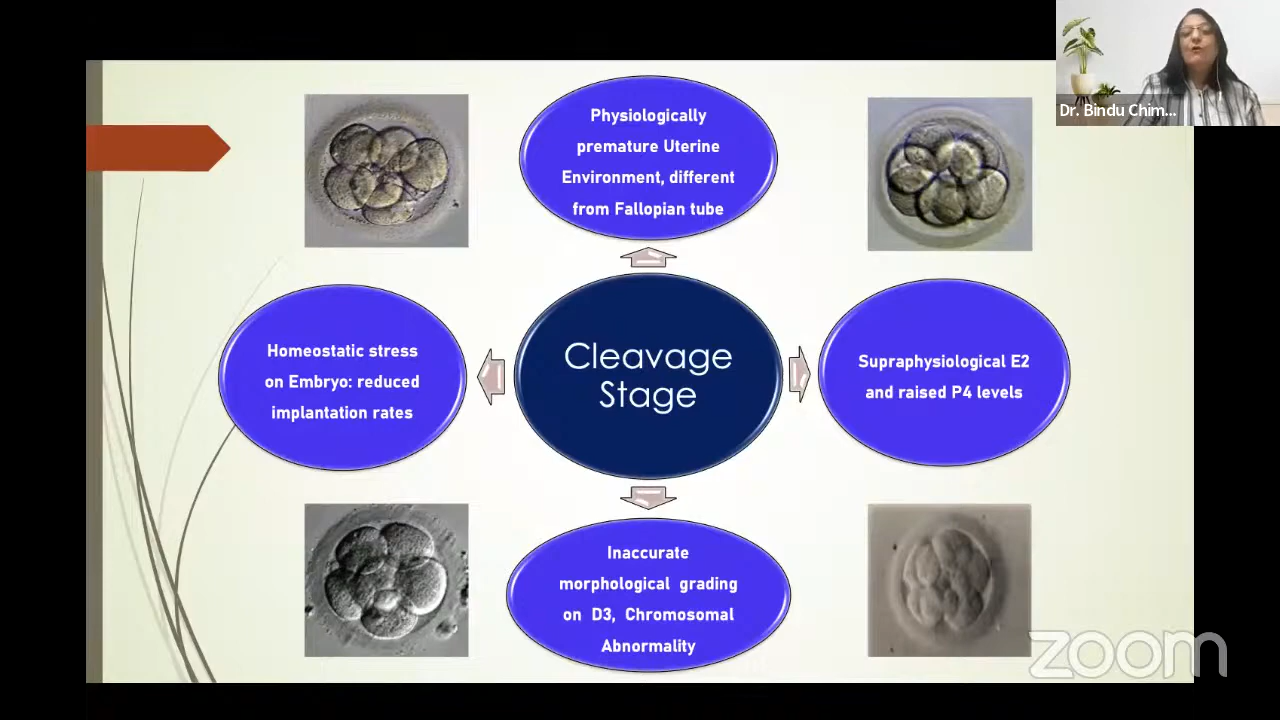 Dr. Bindu Chim...
Physiologically
premature Uterine
Environment, different
from Fallopian tube
Homeostatic stress
on Embryo: reduced
implantation rates
Cleavage
Stage
Supraphysiological E2
and raised P4 levels
Inaccurate
morphological grading
on D3, Chromosomal
Abnormality
zoom